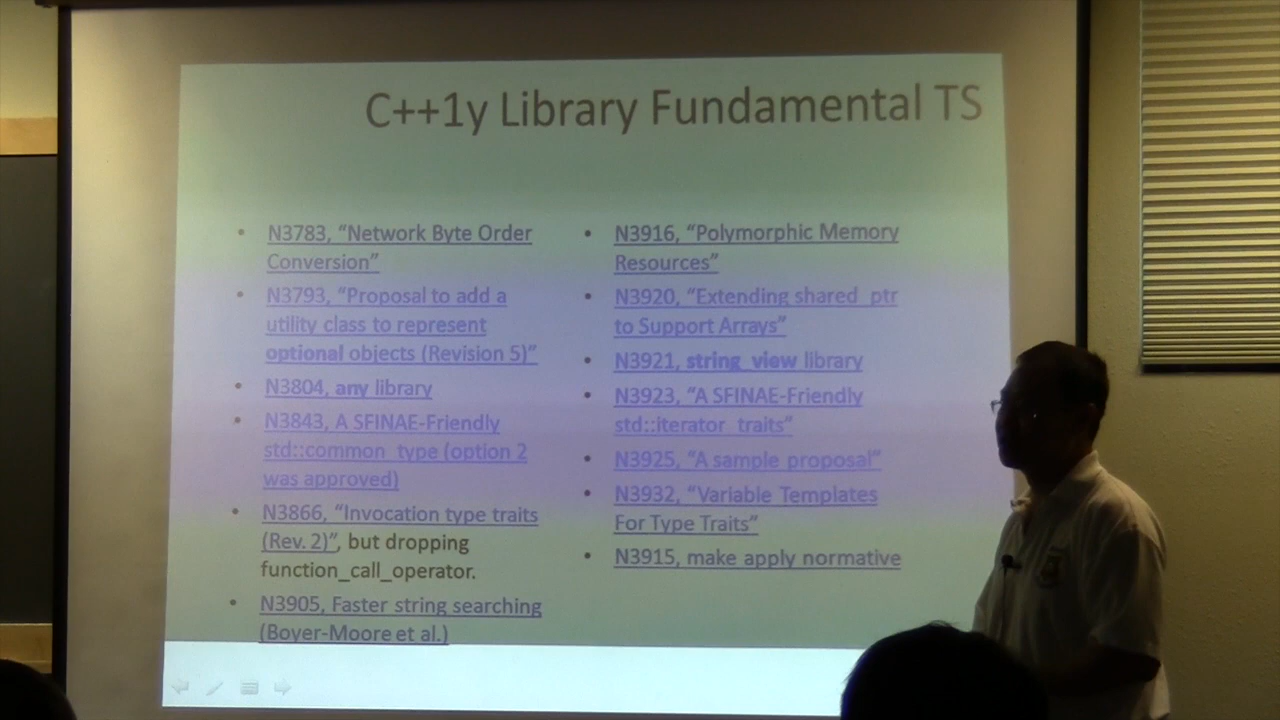 C++1y Library Fundamental TS
• N3783, “Network Byte Order
Conversion”
• N3793, “Proposal to add a
utility class to represent
optional objects (Revision 5)”
• N3804, any library
• N3843, A SFINAE-Friendly
std::common_type (option 2
was approved)
• N3866, “Invocation type traits
(Rev. 2)”, but dropping
function_call_operator.
• N3905, Faster string searching
(Boyer-Moore et al.)
• N3916, “Polymorphic Memory
Resources”
• N3920, “Extending shared_ptr
to Support Arrays”
• N3921, string_view library
• N3923, “A SFINAE-Friendly
std::iterator_traits”
• N3925, “A sample proposal”
• N3932, “Variable Templates
For Type Traits”
• N3915, make apply normative